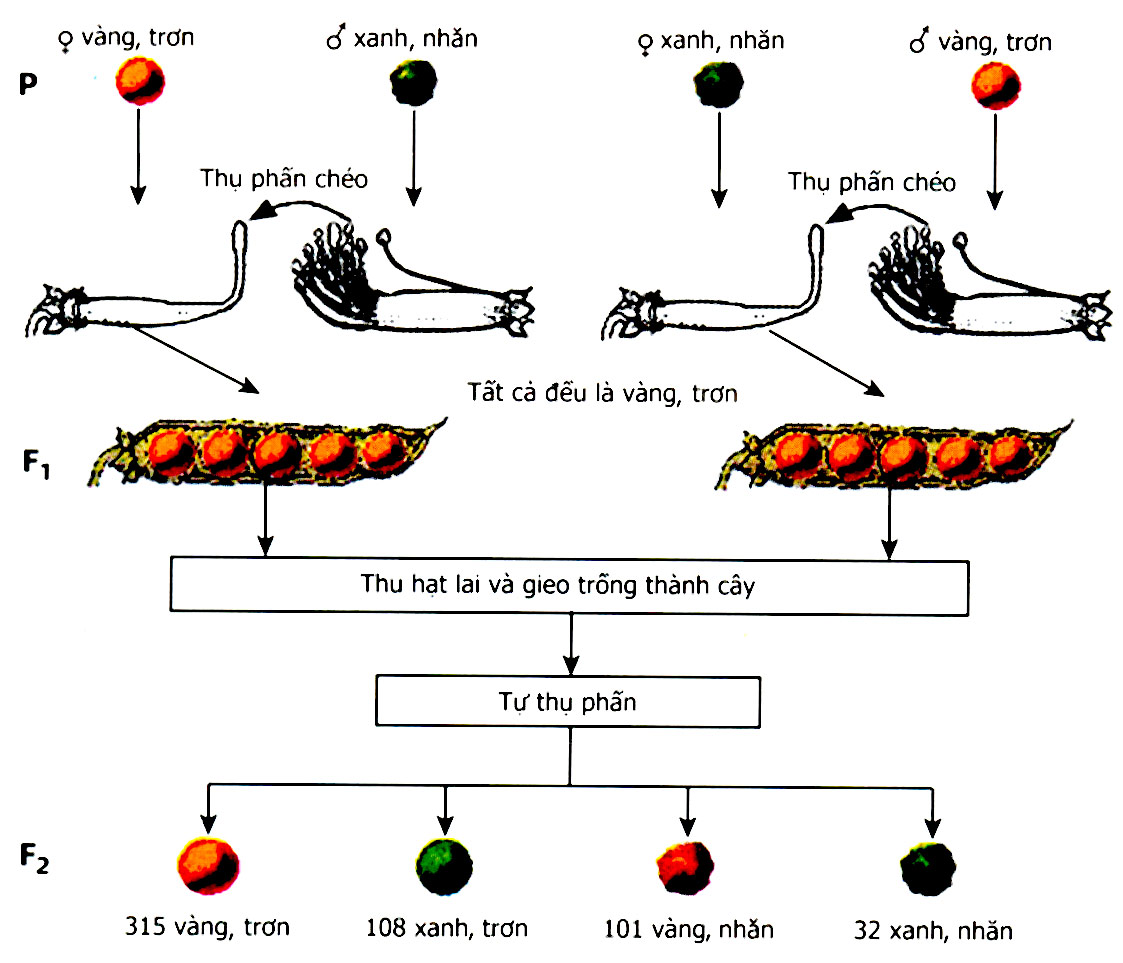 ♀ vàng, trơn
♂ xanh, nhăn
♀ xanh, nhăn
♂ vàng, trơn
P
Thụ phấn chéo
Thụ phấn chéo
Tất cả đều là vàng, trơn
F₁
Thu hạt lai và gieo trồng thành cây
Tự thụ phấn
F₂
315 vàng, trơn
108 xanh, trơn
101 vàng, nhăn
32 xanh, nhăn